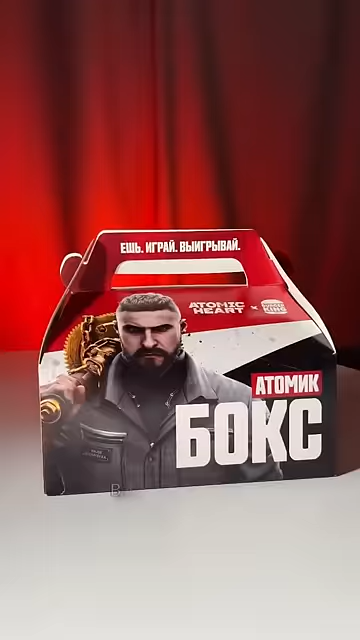 ЕШЬ. ИГРАЙ. ВЫИГРЫВАЙ.
ATOMIC HEART × BURGER KING
АТОМИК
БОКС
В